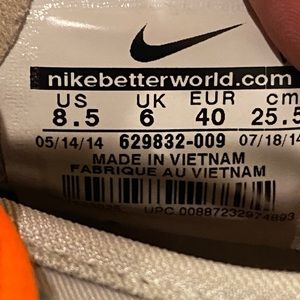 nikebetterworld.com
US UK EUR cm
8.5 6 40 25.5
05/14/14 629832-009 07/18/14
MADE IN VIETNAM
FABRIQUE AU VIETNAM